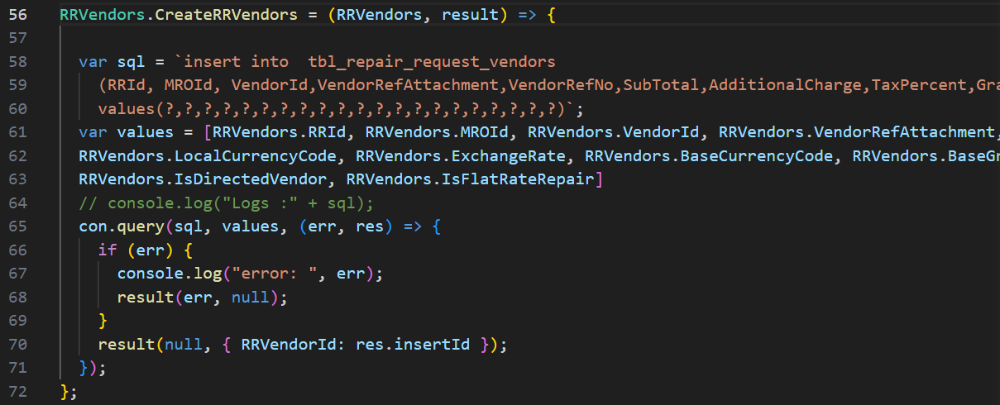 56 RRVendors.CreateRRVendors = (RRVendors, result) => {
57
58 var sql = `insert into  tbl_repair_request_vendors
59 (RRId, MROId, VendorId,VendorRefAttachment,VendorRefNo,SubTotal,AdditionalCharge,TaxPercent,Gra
60 values(?,?,?,?,?,?,?,?,?,?,?,?,?,?,?,?,?,?,?,?,?)`;
61 var values = [RRVendors.RRId, RRVendors.MROId, RRVendors.VendorId, RRVendors.VendorRefAttachment,
62 RRVendors.LocalCurrencyCode, RRVendors.ExchangeRate, RRVendors.BaseCurrencyCode, RRVendors.BaseGr
63 RRVendors.IsDirectedVendor, RRVendors.IsFlatRateRepair]
64 // console.log("Logs :" + sql);
65 con.query(sql, values, (err, res) => {
66 if (err) {
67 console.log("error: ", err);
68 result(err, null);
69 }
70 result(null, { RRVendorId: res.insertId });
71 });
72 };